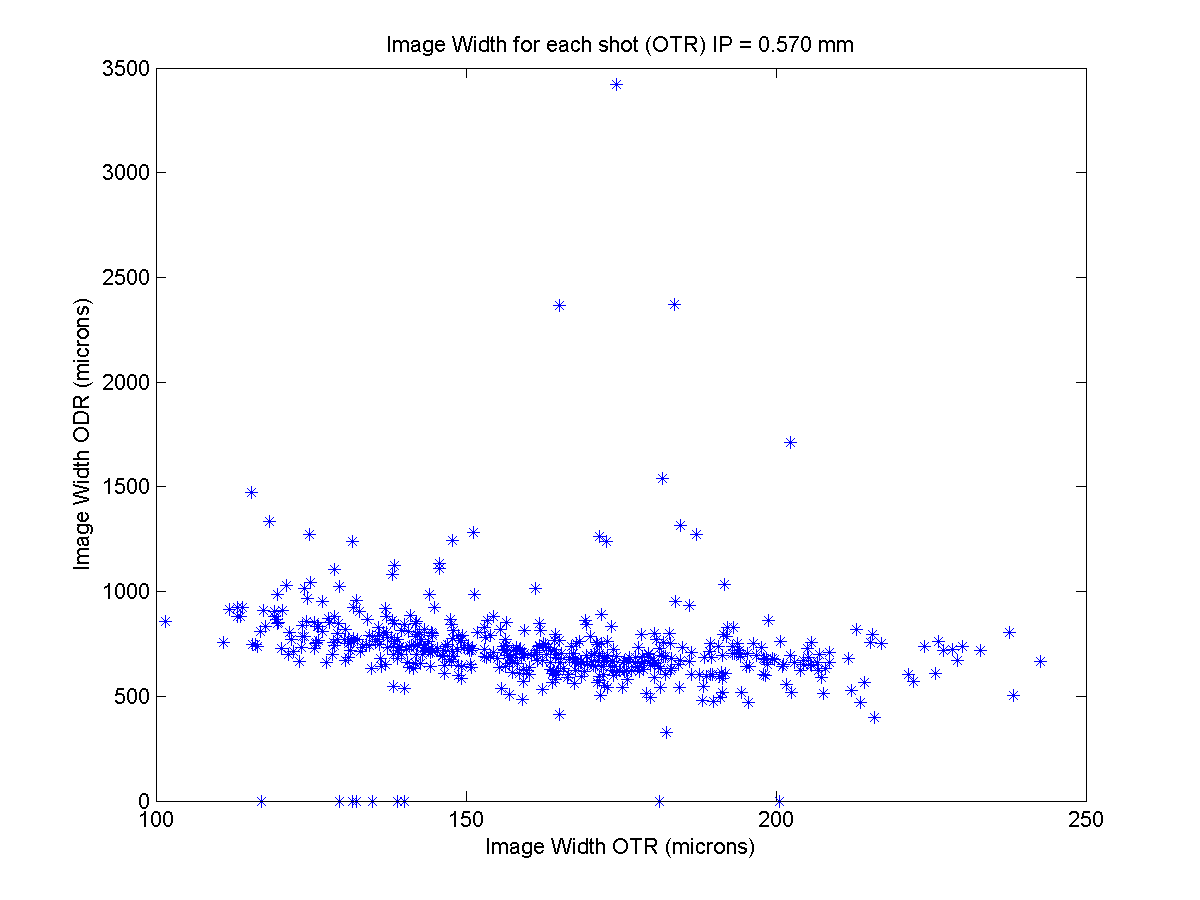 Image Width for each shot (OTR) IP = 0.570 mm
3500
3000
2500
2000
1500
1000
500
0
Image Width ODR (microns)
100 150 200 250
Image Width OTR (microns)